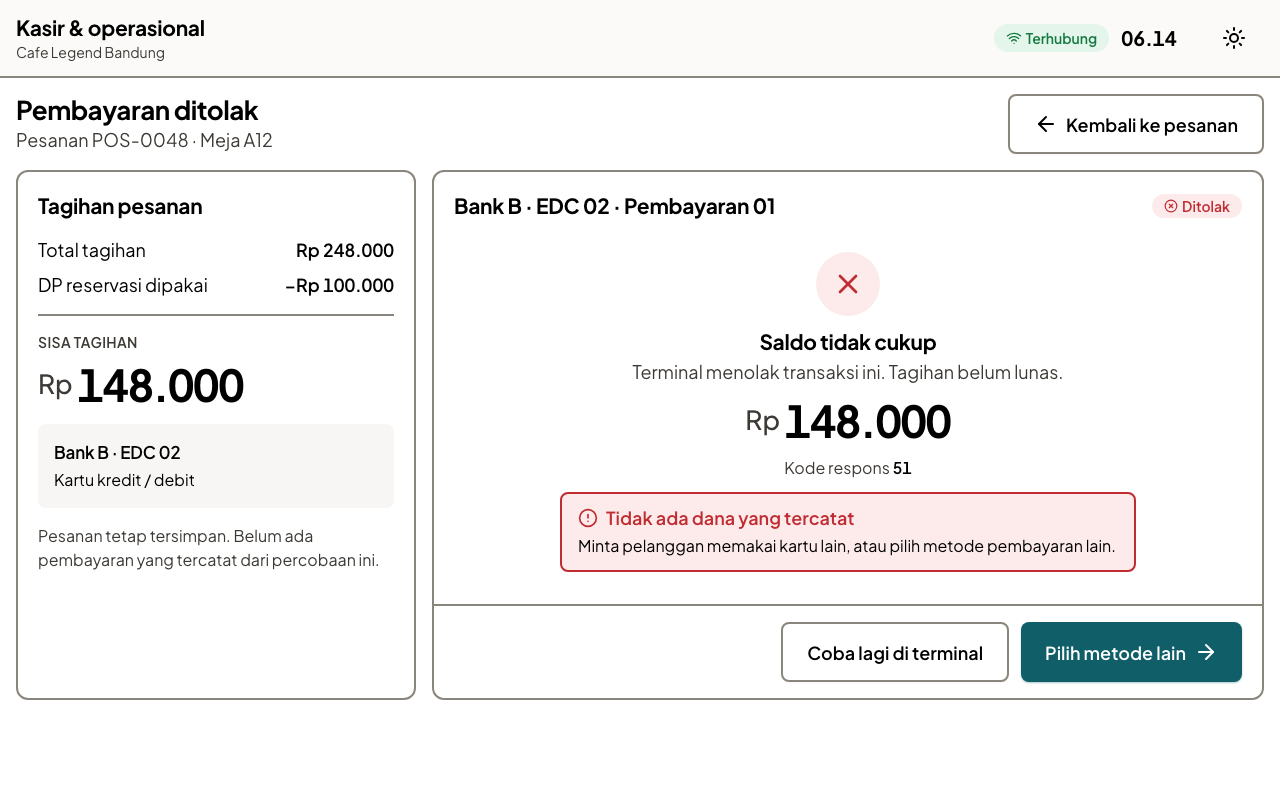 Kasir & operasional
Cafe Legend Bandung
Terhubung
06.14
Pembayaran ditolak
Pesanan POS-0048 · Meja A12
Kembali ke pesanan
Tagihan pesanan
Total tagihan Rp 248.000
DP reservasi dipakai −Rp 100.000
SISA TAGIHAN
Rp 148.000
Bank B · EDC 02
Kartu kredit / debit
Pesanan tetap tersimpan. Belum ada
pembayaran yang tercatat dari percobaan ini.
Bank B · EDC 02 · Pembayaran 01
Ditolak
Saldo tidak cukup
Terminal menolak transaksi ini. Tagihan belum lunas.
Rp 148.000
Kode respons 51
Tidak ada dana yang tercatat
Minta pelanggan memakai kartu lain, atau pilih metode pembayaran lain.
Coba lagi di terminal
Pilih metode lain